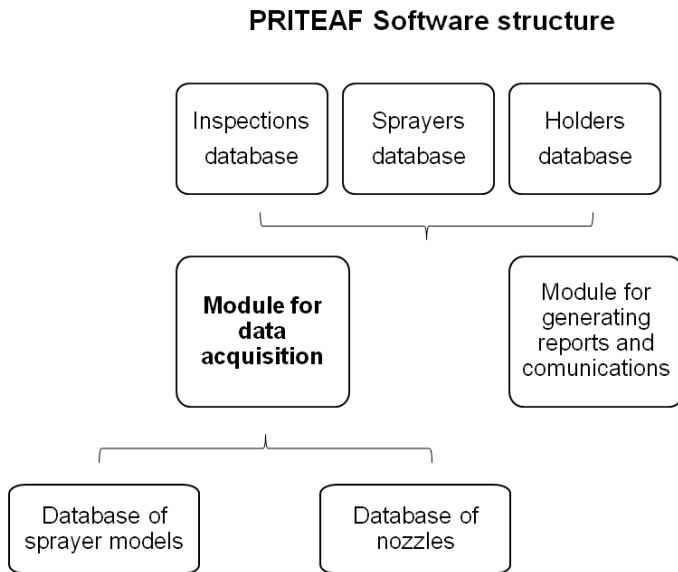 PRITEAF Software structure
Inspections
database
Sprayers
database
Holders
database
Module for
data
acquisition
Module for
generating
reports and
comunications
Database of
sprayer models
Database of
nozzles